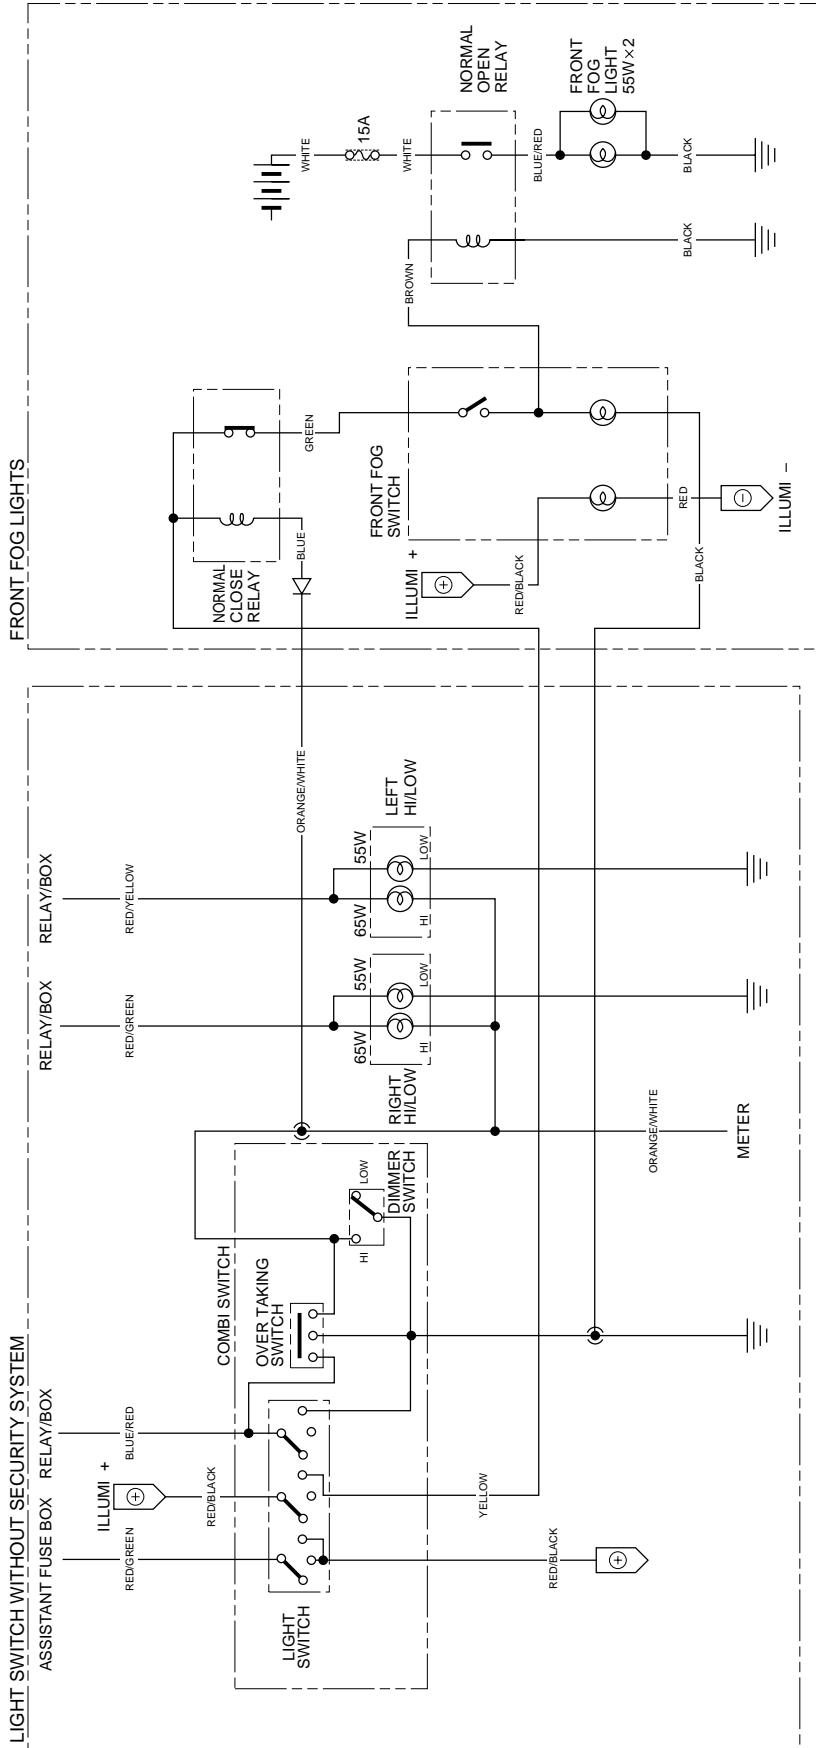 LIGHT SWITCH WITHOUT SECURITY SYSTEM
ASSISTANT FUSE BOX
ILLUMI +
RELAY/BOX
RELAY/BOX
RELAY/BOX
RED/GREEN
RED/BLACK
BLUE/RED
RED/GREEN
RED/YELLOW
COMBI SWITCH
OVER TAKING
SWITCH
LIGHT
SWITCH
HI
LOW
DIMMER
SWITCH
ORANGE/WHITE
65W
55W
HI
LOW
RIGHT
HI/LOW
65W
55W
HI
LOW
LEFT
HI/LOW
YELLOW
RED/BLACK
ORANGE/WHITE
METER
FRONT FOG LIGHTS
NORMAL
CLOSE
RELAY
BLUE
GREEN
FRONT FOG
SWITCH
ILLUMI +
RED/BLACK
RED
ILLUMI –
BLACK
BROWN
BLACK
WHITE
15A
WHITE
NORMAL
OPEN
RELAY
BLUE/RED
FRONT
FOG
LIGHT
55W×2
BLACK